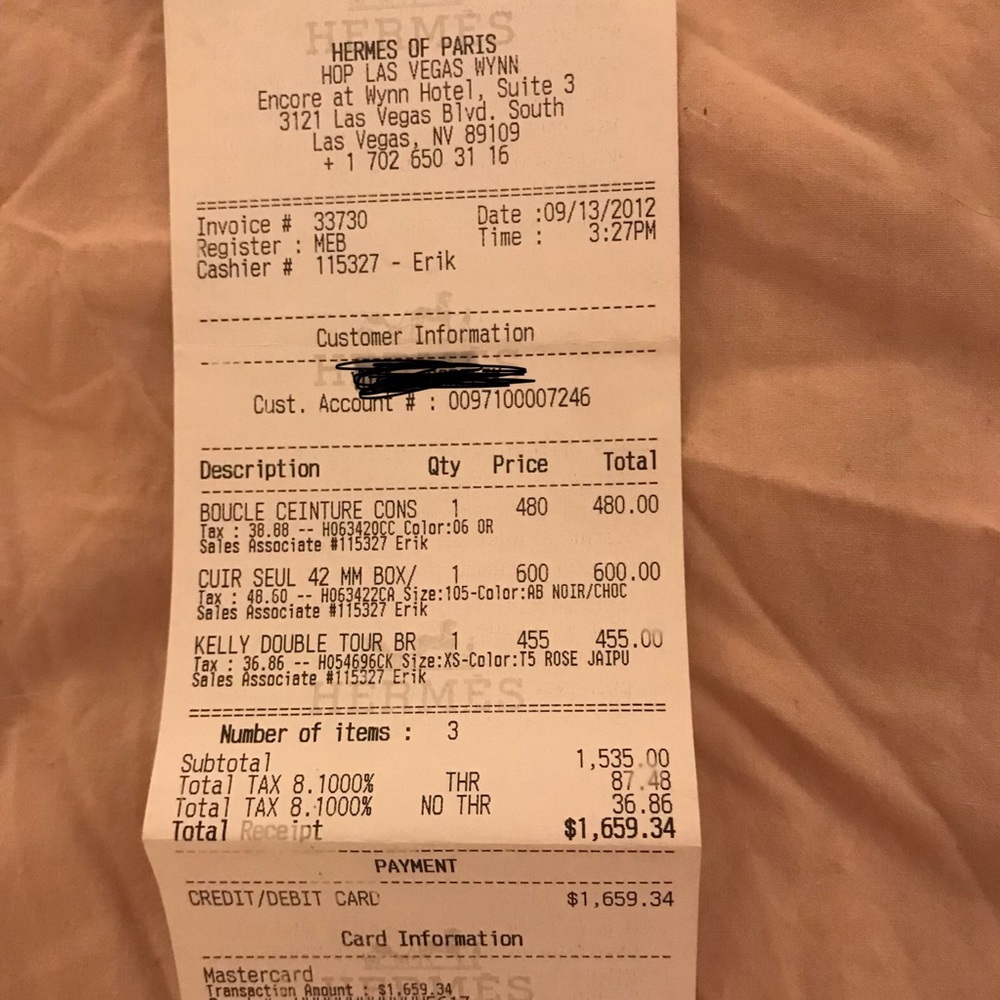 HERMÈS
HERMES OF PARIS
HOP LAS VEGAS WYNN
Encore at Wynn Hotel, Suite 3
3121 Las Vegas Blvd. South
Las Vegas, NV 89109
+ 1 702 650 31 16
Invoice # 33730 Date :09/13/2012
Register : MEB Time : 3:27PM
Cashier # 115327 - Erik
Customer Information
Cust. Account # : 0097100007246
Description Qty Price Total
BOUCLE CEINTURE CONS 1 480 480.00
Tax : 38.88 -- H063420CC Color:06 OR
Sales Associate #115327 Erik
CUIR SEUL 42 MM BOX/ 1 600 600.00
Tax : 48.60 -- H063422CA Size:105-Color:AB NOIR/CHOC
Sales Associate #115327 Erik
KELLY DOUBLE TOUR BR 1 455 455.00
Tax : 36.86 -- H054696CK Size:XS-Color:T5 ROSE JAIPU
Sales Associate #115327 Erik
HERMÈS
Number of items : 3
Subtotal 1,535.00
Total TAX 8.1000% THR 87.48
Total TAX 8.1000% NO THR 36.86
Total Receipt $1,659.34
PAYMENT
CREDIT/DEBIT CARD $1,659.34
Card Information
Mastercard
HERMÈS
Transaction Amount : $1,659.34